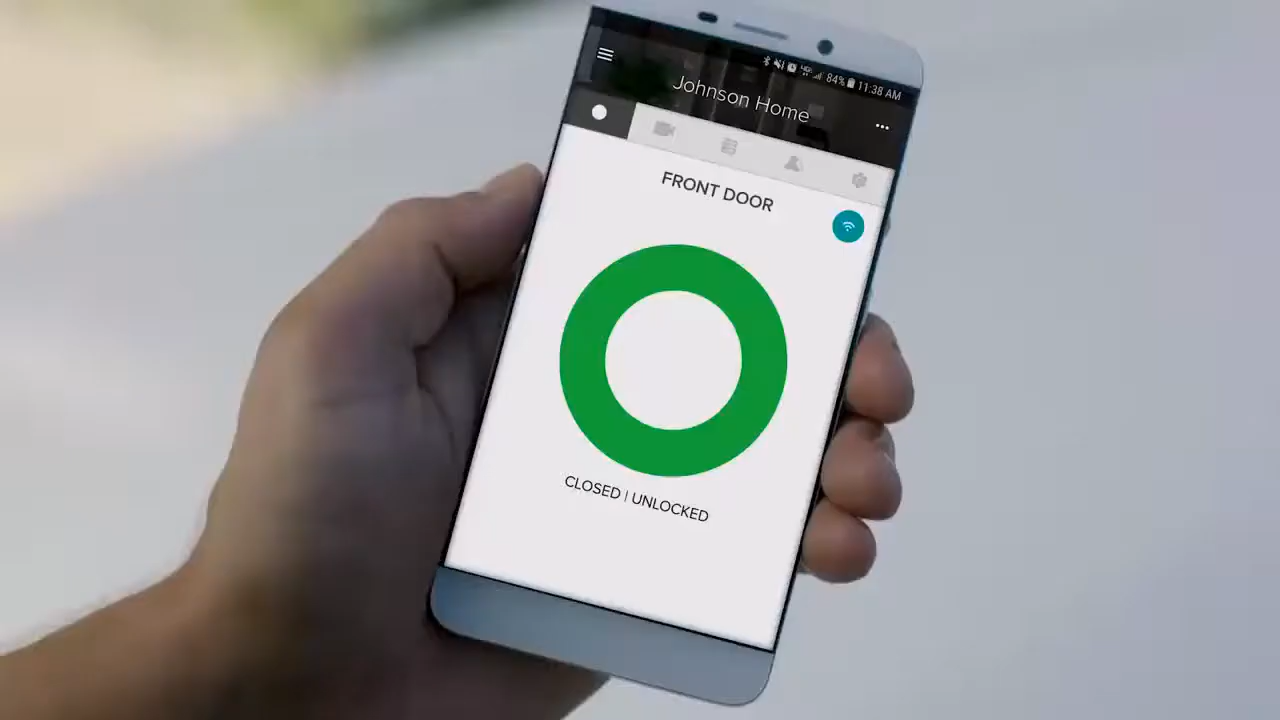 84% 11:38 AM
Johnson Home
FRONT DOOR
CLOSED | UNLOCKED